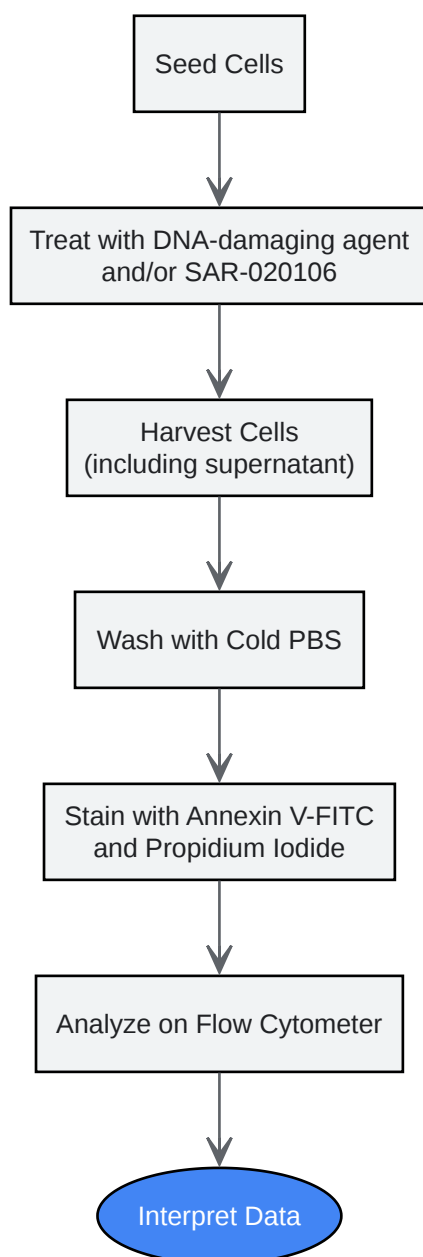 Seed Cells
Treat with DNA-damaging agent
and/or SAR-020106
Harvest Cells
(including supernatant)
Wash with Cold PBS
Stain with Annexin V-FITC
and Propidium Iodide
Analyze on Flow Cytometer
Interpret Data